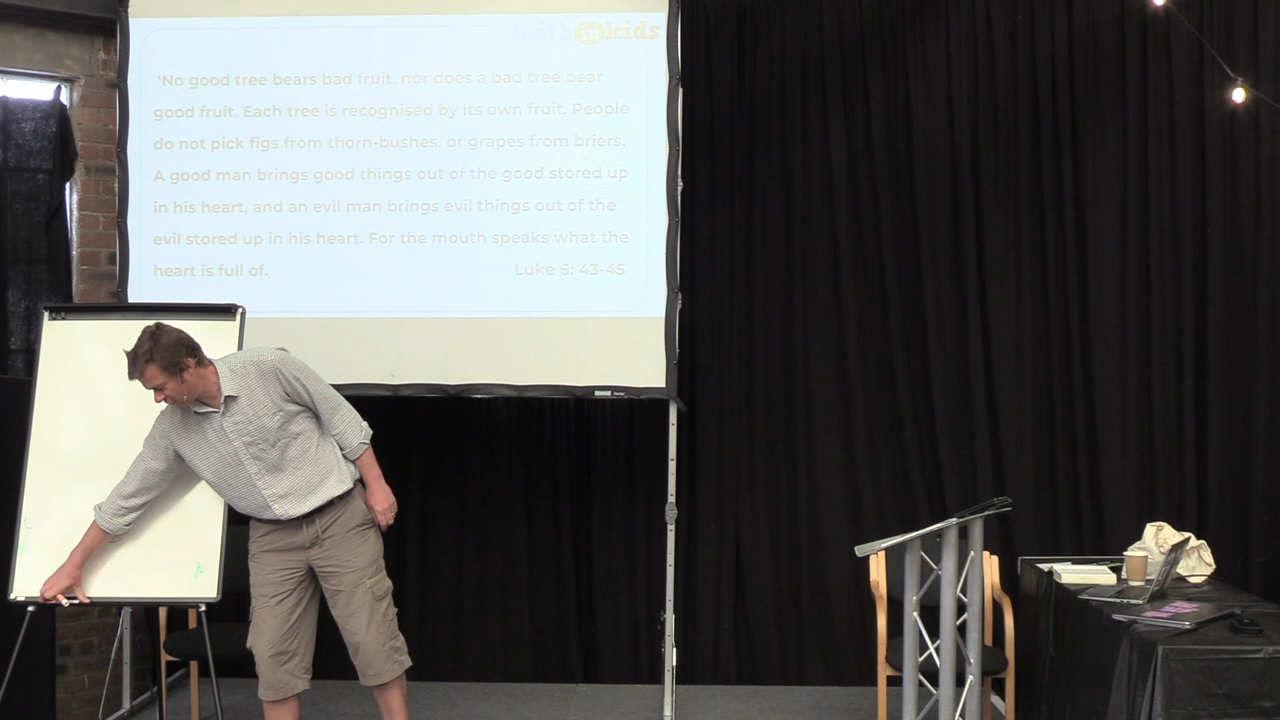 faith in kids
'No good tree bears bad fruit, nor does a bad tree bear
good fruit. Each tree is recognised by its own fruit. People
do not pick figs from thorn-bushes, or grapes from briers.
A good man brings good things out of the good stored up
in his heart, and an evil man brings evil things out of the
evil stored up in his heart. For the mouth speaks what the
heart is full of. Luke 6: 43-45